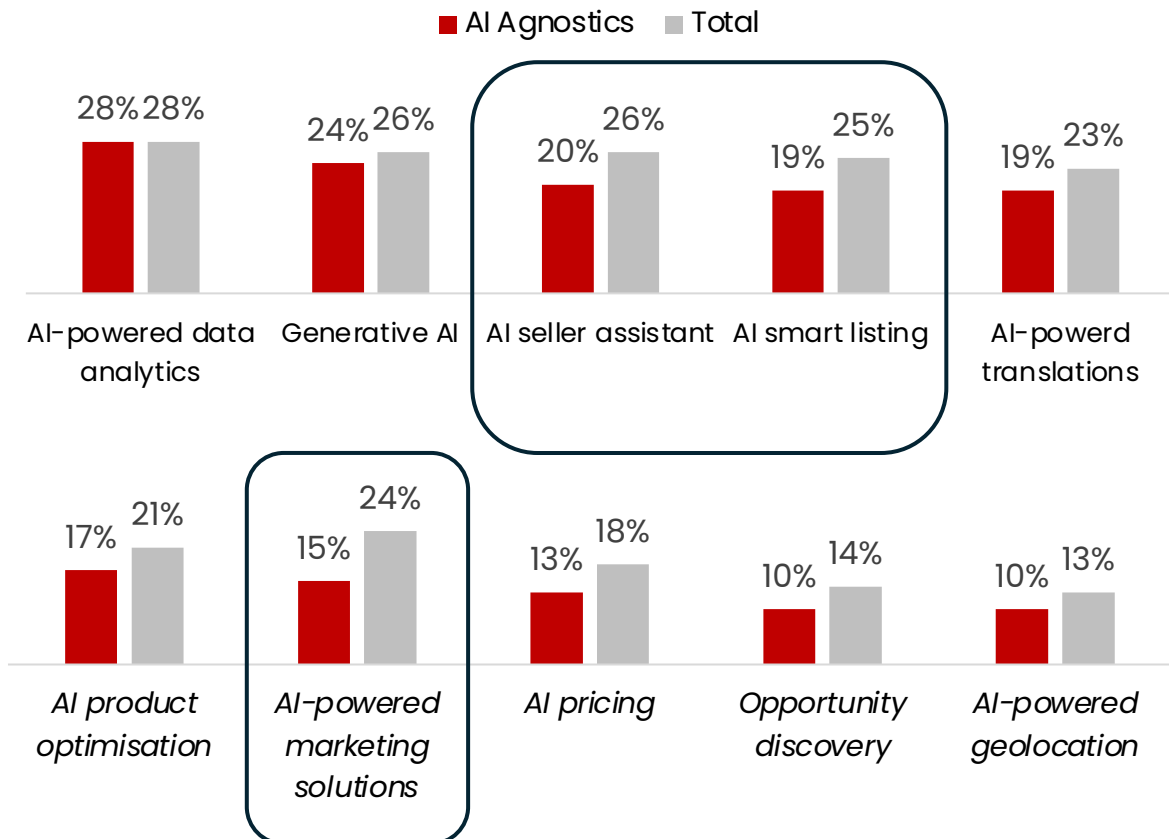 AI Agnostics Total
28% 28% 24% 26% 20% 26% 19% 25% 19% 23%
AI-powered data analytics
Generative AI
AI seller assistant
AI smart listing
AI-powerd translations
17% 21% 15% 24% 13% 18% 10% 14% 10% 13%
AI product optimisation
AI-powered marketing solutions
AI pricing
Opportunity discovery
AI-powered geolocation